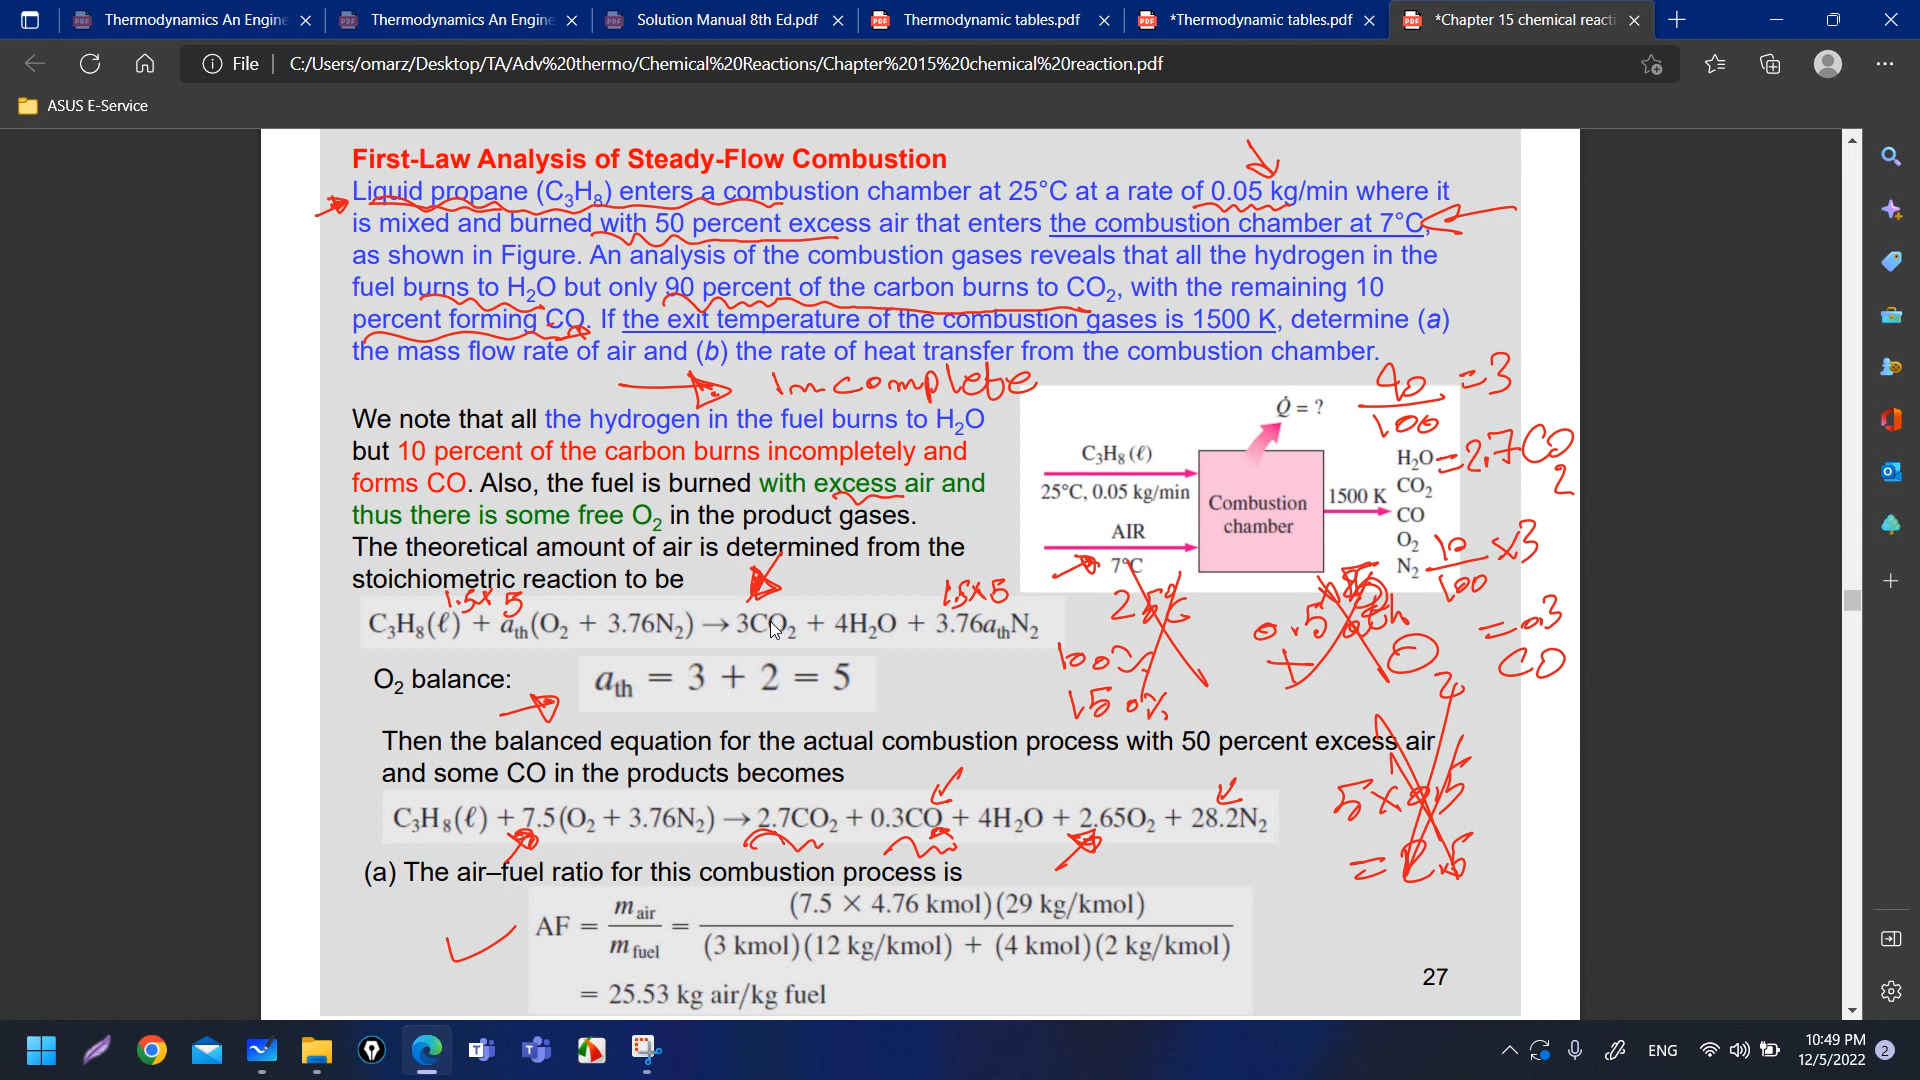 Thermodynamics An Engine
Thermodynamics An Engine
Solution Manual 8th Ed.pdf
Thermodynamic tables.pdf
*Thermodynamic tables.pdf
*Chapter 15 chemical reacti
File
C:/Users/omarz/Desktop/TA/Adv%20thermo/Chemical%20Reactions/Chapter%2015%20chemical%20reaction.pdf
ASUS E-Service
First-Law Analysis of Steady-Flow Combustion
Liquid propane (C₃H₈) enters a combustion chamber at 25°C at a rate of 0.05 kg/min where it
is mixed and burned with 50 percent excess air that enters the combustion chamber at 7°C,
as shown in Figure. An analysis of the combustion gases reveals that all the hydrogen in the
fuel burns to H₂O but only 90 percent of the carbon burns to CO₂, with the remaining 10
percent forming CO. If the exit temperature of the combustion gases is 1500 K, determine (a)
the mass flow rate of air and (b) the rate of heat transfer from the combustion chamber.
Incomplete
We note that all the hydrogen in the fuel burns to H₂O
but 10 percent of the carbon burns incompletely and
forms CO. Also, the fuel is burned with excess air and
thus there is some free O₂ in the product gases.
The theoretical amount of air is determined from the
stoichiometric reaction to be
Q̇ = ?
C₃H₈ (ℓ)
25°C, 0.05 kg/min
AIR
7°C
Combustion
chamber
1500 K
H₂O
CO₂
CO
O₂
N₂
=3
100
=2.7CO
2
×3
100
=0.3
CO
1.5×5
1.5×5
C₃H₈(ℓ) + aₜₕ(O₂ + 3.76N₂) → 3CO₂ + 4H₂O + 3.76aₜₕN₂
100%
150%
O₂ balance:
aₜₕ = 3 + 2 = 5
Then the balanced equation for the actual combustion process with 50 percent excess air
and some CO in the products becomes
C₃H₈(ℓ) + 7.5(O₂ + 3.76N₂) → 2.7CO₂ + 0.3CO + 4H₂O + 2.65O₂ + 28.2N₂
(a) The air–fuel ratio for this combustion process is
AF = m air / m fuel = (7.5 × 4.76 kmol)(29 kg/kmol) / (3 kmol)(12 kg/kmol) + (4 kmol)(2 kg/kmol)
= 25.53 kg air/kg fuel
27
ENG
10:49 PM
12/5/2022
2